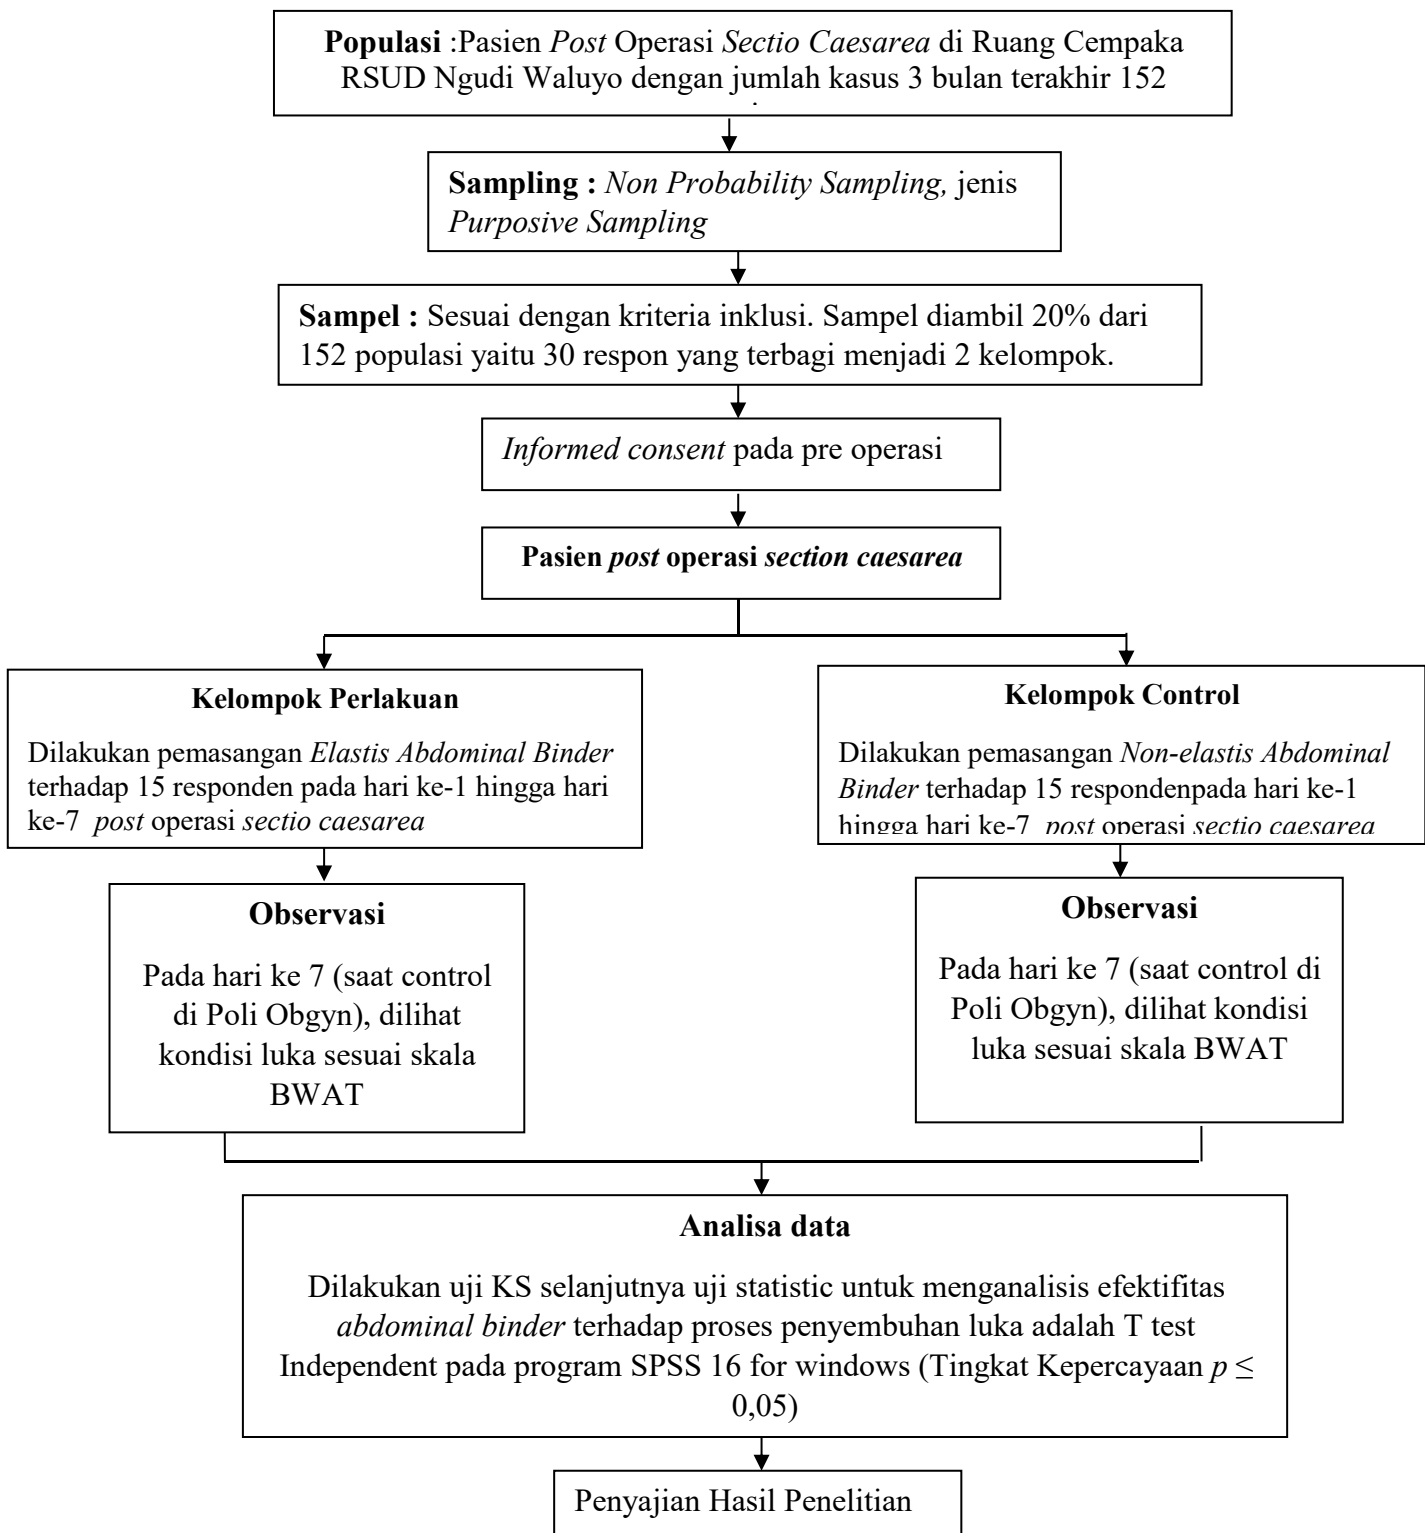 Populasi :Pasien Post Operasi Sectio Caesarea di Ruang Cempaka
RSUD Ngudi Waluyo dengan jumlah kasus 3 bulan terakhir 152
Sampling : Non Probability Sampling, jenis
Purposive Sampling
Sampel : Sesuai dengan kriteria inklusi. Sampel diambil 20% dari
152 populasi yaitu 30 respon yang terbagi menjadi 2 kelompok.
Informed consent pada pre operasi
Pasien post operasi section caesarea
Kelompok Perlakuan
Dilakukan pemasangan Elastis Abdominal Binder
terhadap 15 responden pada hari ke-1 hingga hari
ke-7 post operasi sectio caesarea
Kelompok Control
Dilakukan pemasangan Non-elastis Abdominal
Binder terhadap 15 respondenpada hari ke-1
hingga hari ke-7 post operasi sectio caesarea
Observasi
Pada hari ke 7 (saat control
di Poli Obgyn), dilihat
kondisi luka sesuai skala
BWAT
Observasi
Pada hari ke 7 (saat control di
Poli Obgyn), dilihat kondisi
luka sesuai skala BWAT
Analisa data
Dilakukan uji KS selanjutnya uji statistic untuk menganalisis efektifitas
abdominal binder terhadap proses penyembuhan luka adalah T test
Independent pada program SPSS 16 for windows (Tingkat Kepercayaan p ≤
0,05)
Penyajian Hasil Penelitian